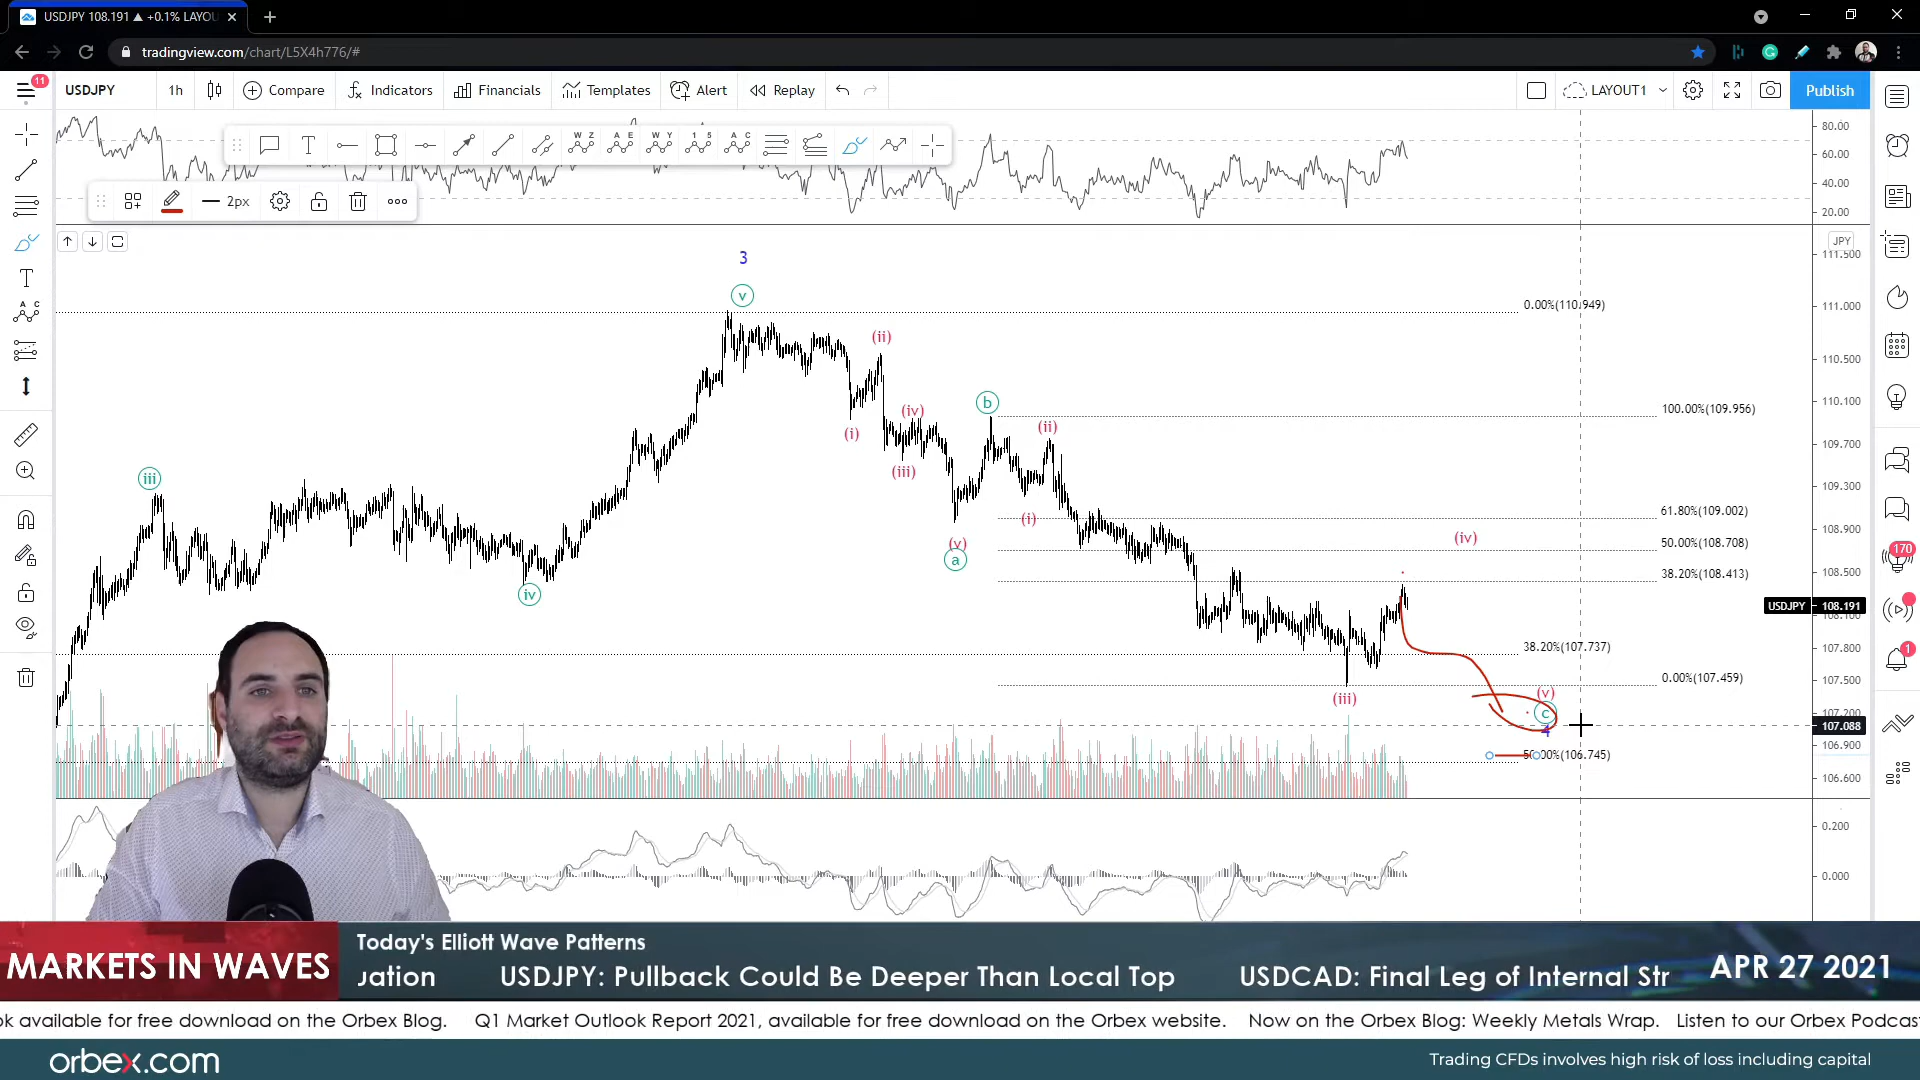 USDJPY 108.191 ▲ +0.1% LAYOU
tradingview.com/chart/L5X4h776/#
11
USDJPY 1h Compare Indicators Financials Templates Alert Replay LAYOUT1 Publish
W Z A E W Y 1 5 A C
2px
80.00
60.00
40.00
20.00
JPY
3
v
0.00%(110.949)
(ii)
b
(iv)
(i)
100.00%(109.956)
(ii)
(iii)
iii
(i)
61.80%(109.002)
(iv)
50.00%(108.708)
(v)
a
38.20%(108.413)
iv
USDJPY 108.191
38.20%(107.737)
0.00%(107.459)
(iii)
(v)
c
4
107.088
50.00%(106.745)
111.500
111.000
110.500
110.100
109.700
109.300
108.900
108.500
107.800
107.500
107.200
106.900
106.600
0.200
0.000
A C
170
1
MARKETS IN WAVES
Today's Elliott Wave Patterns
Jation USDJPY: Pullback Could Be Deeper Than Local Top USDCAD: Final Leg of Internal Str
APR 27 2021
ok available for free download on the Orbex Blog. Q1 Market Outlook Report 2021, available for free download on the Orbex website. Now on the Orbex Blog: Weekly Metals Wrap. Listen to our Orbex Podcas
orbex.com
Trading CFDs involves high risk of loss including capital